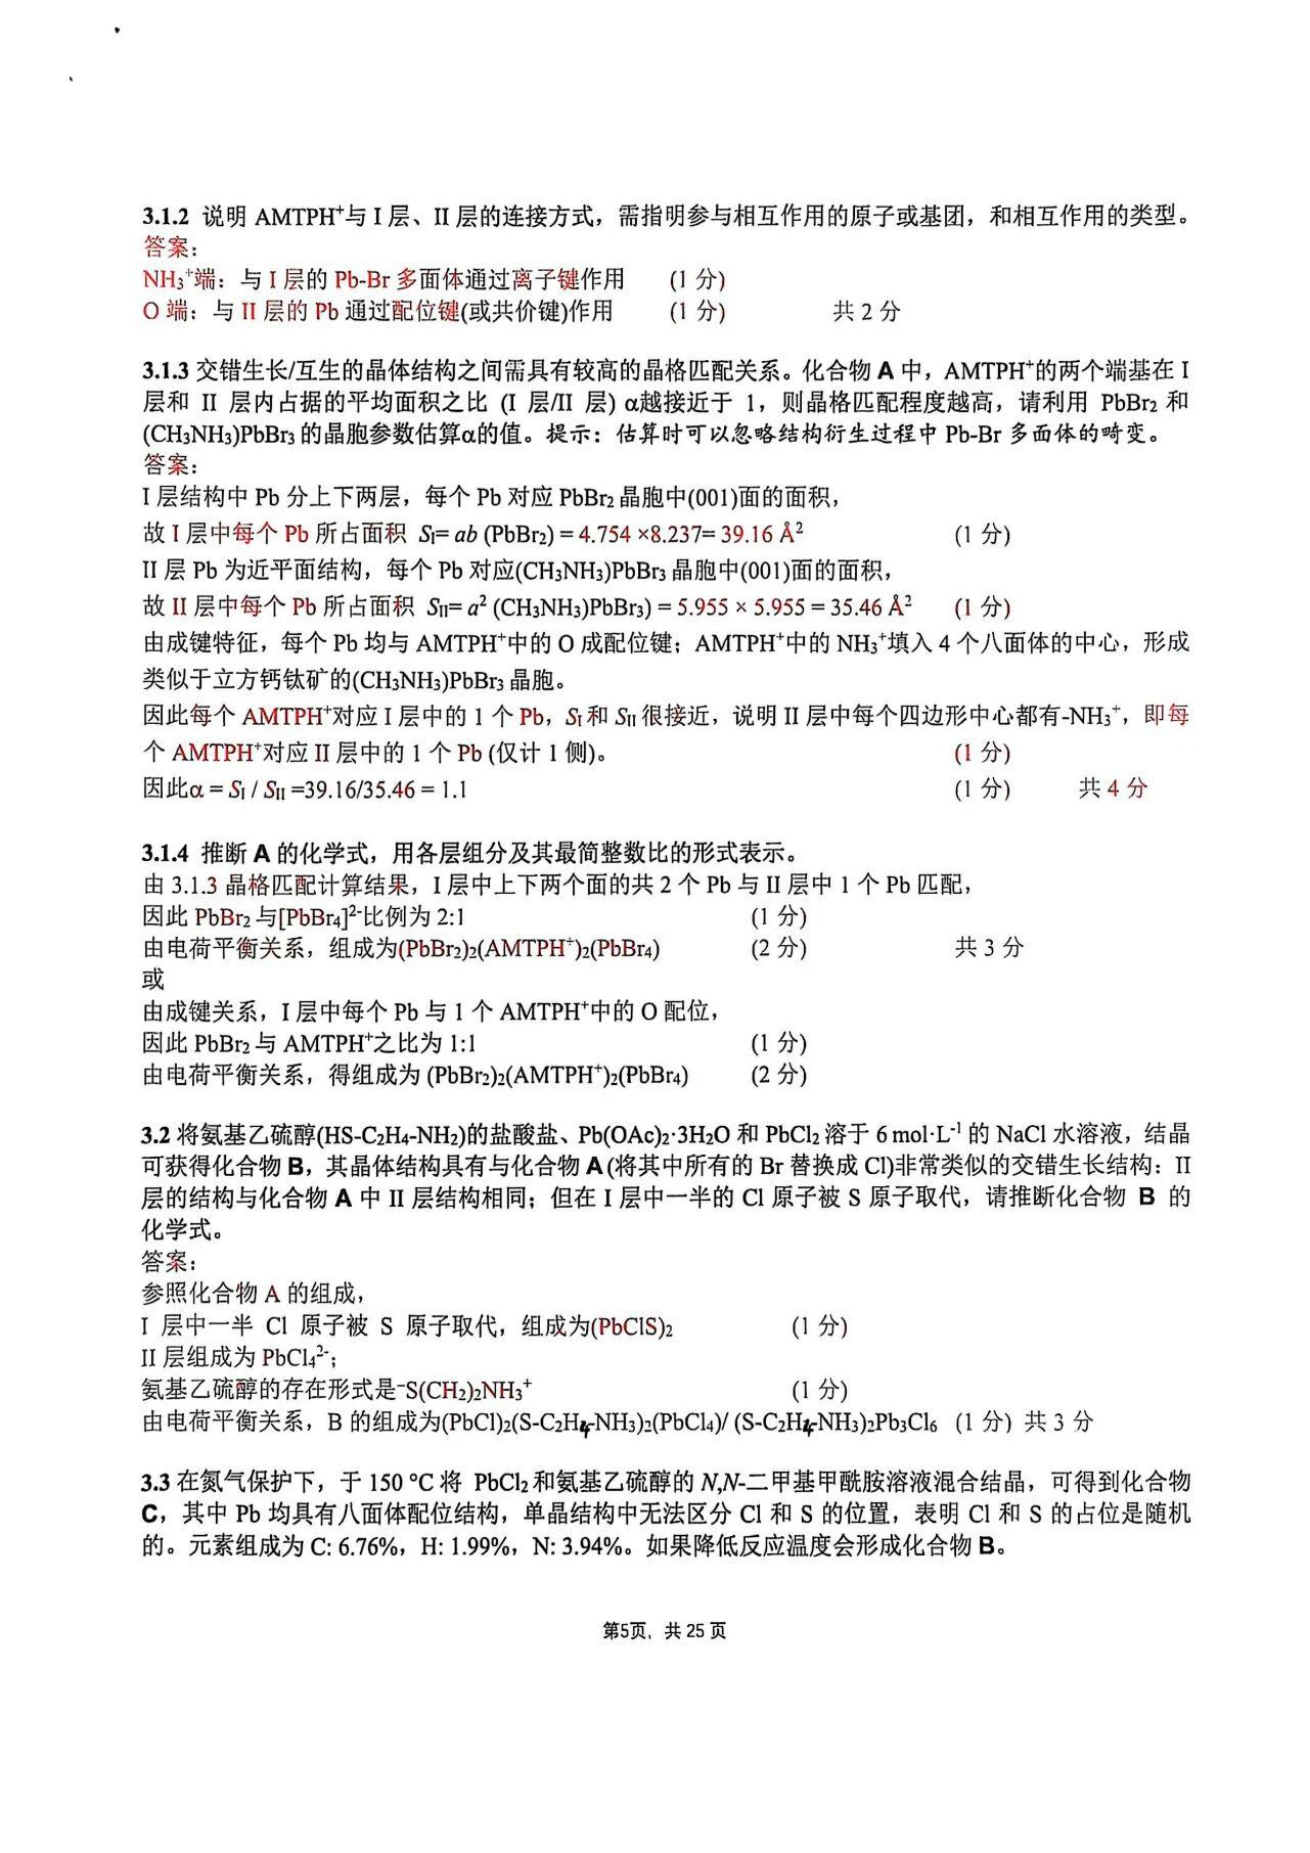 3.1.2 说明 AMTPH⁺与 I 层、II 层的连接方式，需指明参与相互作用的原子或基团，和相互作用的类型。
答案：
NH₃⁺端：与 I 层的 Pb-Br 多面体通过离子键作用 (1 分)
O 端：与 II 层的 Pb 通过配位键(或共价键)作用 (1 分) 共 2 分
3.1.3 交错生长/互生的晶体结构之间需具有较高的晶格匹配关系。化合物 A 中，AMTPH⁺的两个端基在 I
层和 II 层内占据的平均面积之比 (I 层/II 层) α越接近于 1，则晶格匹配程度越高，请利用 PbBr₂ 和
(CH₃NH₃)PbBr₃ 的晶胞参数估算α的值。提示：估算时可以忽略结构衍生过程中 Pb-Br 多面体的畸变。
答案：
I 层结构中 Pb 分上下两层，每个 Pb 对应 PbBr₂ 晶胞中(001)面的面积，
故 I 层中每个 Pb 所占面积 Sᴵ= ab (PbBr₂) = 4.754 ×8.237= 39.16 Å² (1 分)
II 层 Pb 为近平面结构，每个 Pb 对应(CH₃NH₃)PbBr₃ 晶胞中(001)面的面积，
故 II 层中每个 Pb 所占面积 Sᴵᴵ= a² (CH₃NH₃)PbBr₃) = 5.955 × 5.955 = 35.46 Å² (1 分)
由成键特征，每个 Pb 均与 AMTPH⁺中的 O 成配位键；AMTPH⁺中的 NH₃⁺填入 4 个八面体的中心，形成
类似于立方钙钛矿的(CH₃NH₃)PbBr₃ 晶胞。
因此每个 AMTPH⁺对应 I 层中的 1 个 Pb，Sᴵ 和 Sᴵᴵ 很接近，说明 II 层中每个四边形中心都有-NH₃⁺，即每
个 AMTPH⁺对应 II 层中的 1 个 Pb (仅计 1 侧)。 (1 分)
因此α = Sᴵ / Sᴵᴵ =39.16/35.46 = 1.1 (1 分) 共 4 分
3.1.4 推断 A 的化学式，用各层组分及其最简整数比的形式表示。
由 3.1.3 晶格匹配计算结果，I 层中上下两个面的共 2 个 Pb 与 II 层中 1 个 Pb 匹配，
因此 PbBr₂ 与[PbBr₄]²⁻比例为 2:1 (1 分)
由电荷平衡关系，组成为(PbBr₂)₂(AMTPH⁺)₂(PbBr₄) (2 分) 共 3 分
或
由成键关系，I 层中每个 Pb 与 1 个 AMTPH⁺中的 O 配位，
因此 PbBr₂ 与 AMTPH⁺之比为 1:1 (1 分)
由电荷平衡关系，得组成为 (PbBr₂)₂(AMTPH⁺)₂(PbBr₄) (2 分)
3.2 将氨基乙硫醇(HS-C₂H₄-NH₂)的盐酸盐、Pb(OAc)₂·3H₂O 和 PbCl₂ 溶于 6 mol·L⁻¹ 的 NaCl 水溶液，结晶
可获得化合物 B，其晶体结构具有与化合物 A (将其中所有的 Br 替换成 Cl)非常类似的交错生长结构：II
层的结构与化合物 A 中 II 层结构相同；但在 I 层中一半的 Cl 原子被 S 原子取代，请推断化合物 B 的
化学式。
答案：
参照化合物 A 的组成，
I 层中一半 Cl 原子被 S 原子取代，组成为(PbClS)₂ (1 分)
II 层组成为 PbCl₄²⁻；
氨基乙硫醇的存在形式是⁻S(CH₂)₂NH₃⁺ (1 分)
由电荷平衡关系，B 的组成为(PbCl)₂(S-C₂H₄-NH₃)₂(PbCl₄)/ (S-C₂H₄-NH₃)₂Pb₃Cl₆ (1 分) 共 3 分
3.3 在氮气保护下，于 150 °C 将 PbCl₂ 和氨基乙硫醇的 N,N-二甲基甲酰胺溶液混合结晶，可得到化合物
C，其中 Pb 均具有八面体配位结构，单晶结构中无法区分 Cl 和 S 的位置，表明 Cl 和 S 的占位是随机
的。元素组成为 C: 6.76%，H: 1.99%，N: 3.94%。如果降低反应温度会形成化合物 B。
第5页，共 25 页